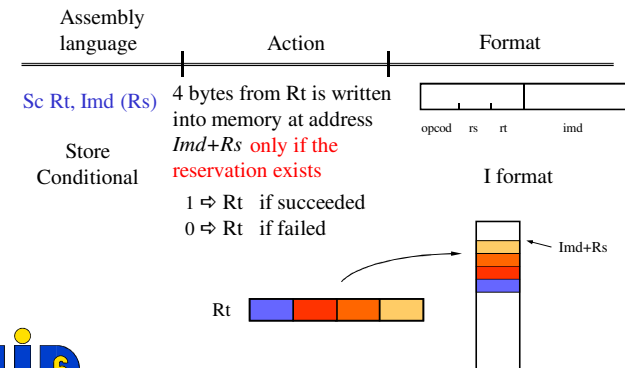 Assembly language
Action
Format
Sc Rt, Imd (Rs)
4 bytes from Rt is written
into memory at address
Imd+Rs only if the
reservation exists
Store
Conditional
1 ⇨ Rt if succeeded
0 ⇨ Rt if failed
opcod rs rt imd
I format
Imd+Rs
Rt